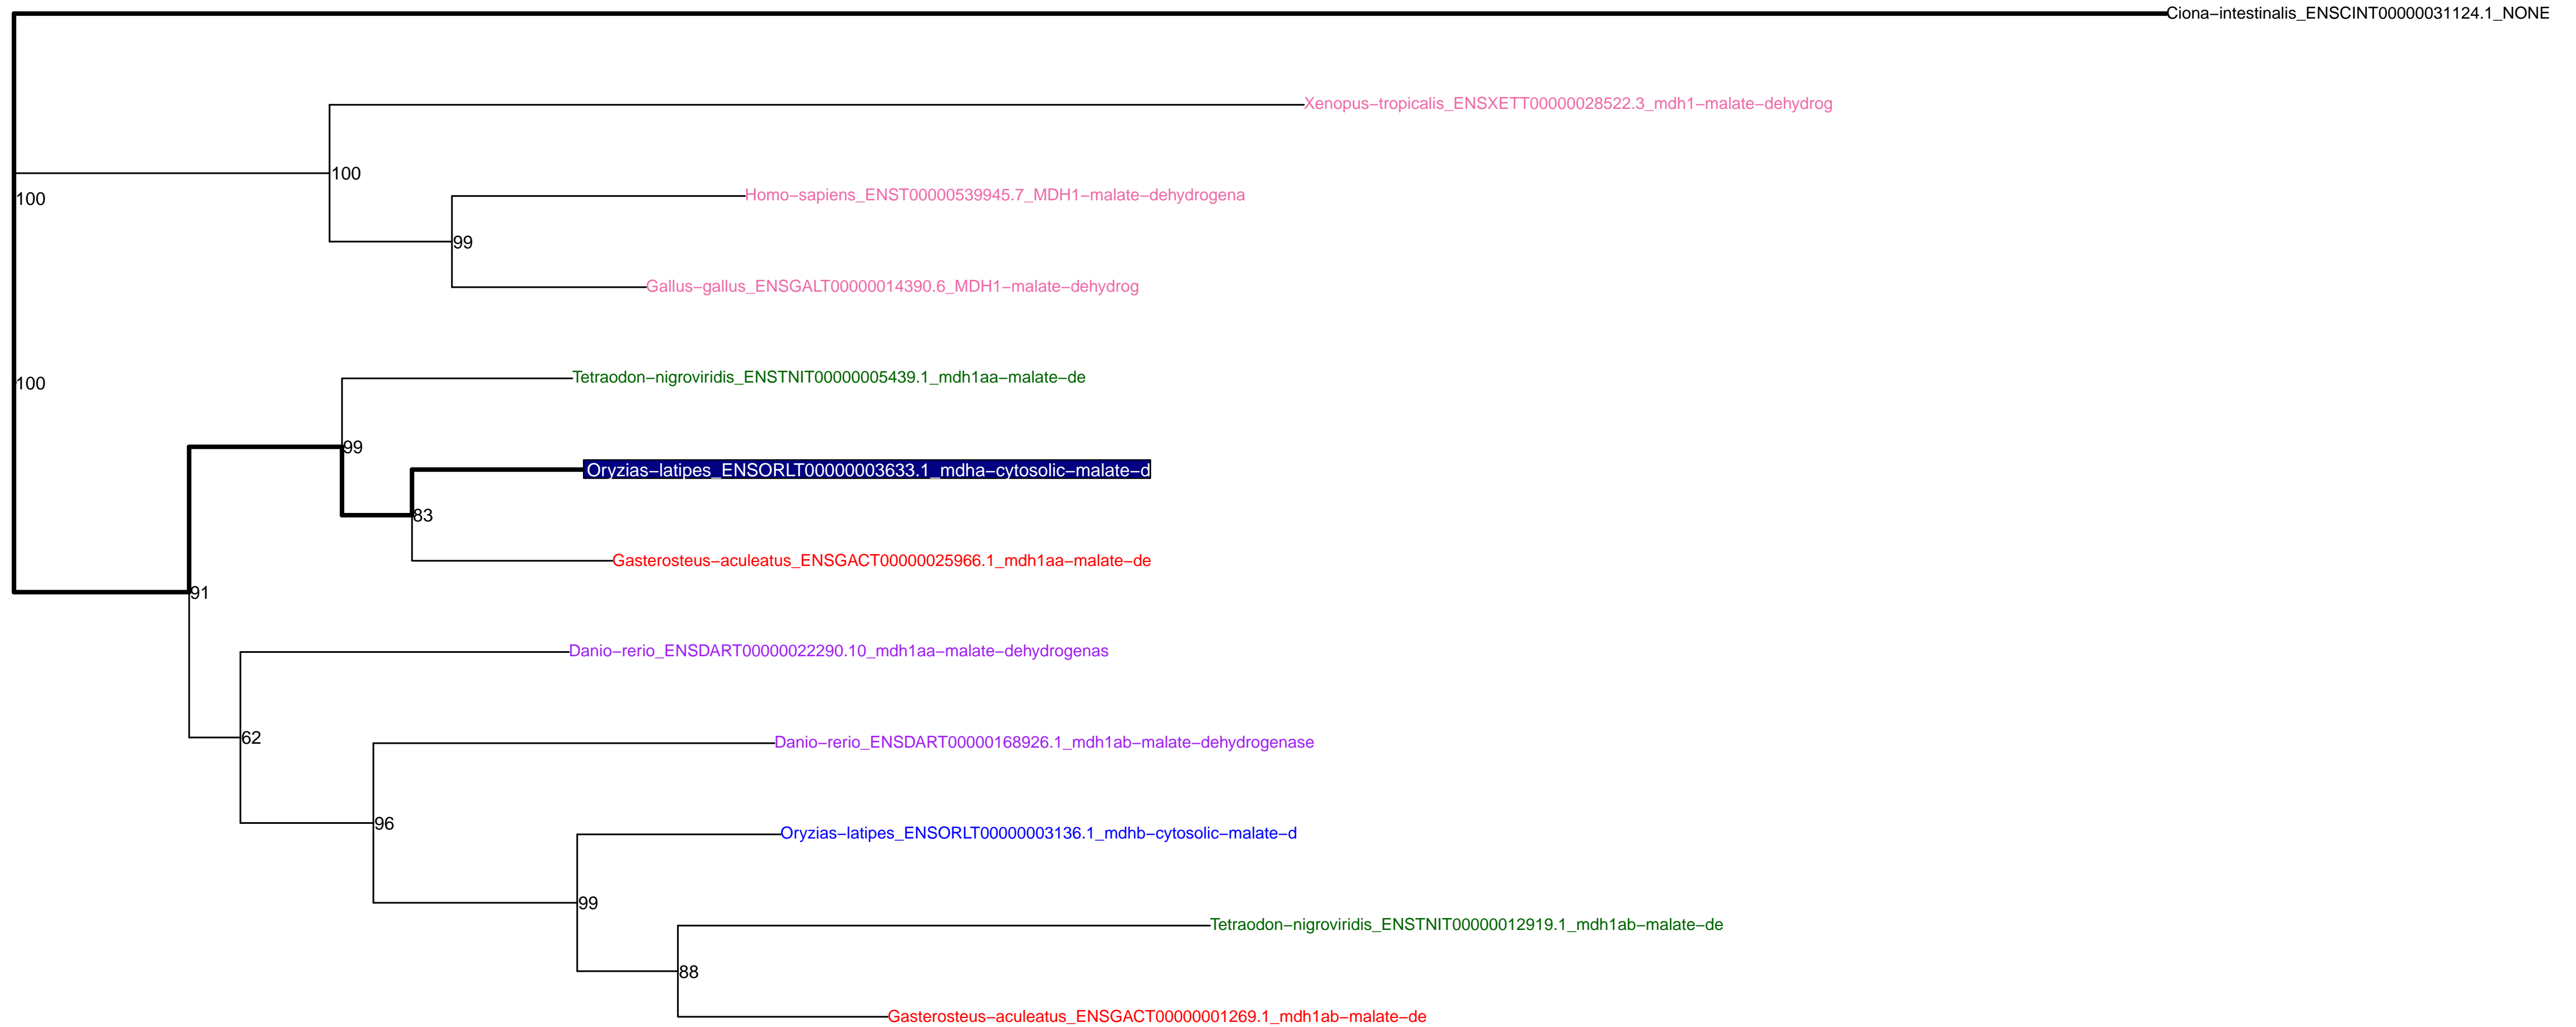 Ciona−intestinalis_ENSCINT00000031124.1_NONE
Xenopus−tropicalis_ENSXETT00000028522.3_mdh1−malate−dehydrog
100
Homo−sapiens_ENST00000539945.7_MDH1−malate−dehydrogena
100
99
Gallus−gallus_ENSGALT00000014390.6_MDH1−malate−dehydrog
Tetraodon−nigroviridis_ENSTNIT00000005439.1_mdh1aa−malate−de
100
99
Oryzias−latipes_ENSORLT00000003633.1_mdha−cytosolic−malate−d
83
Gasterosteus−aculeatus_ENSGACT00000025966.1_mdh1aa−malate−de
91
Danio−rerio_ENSDART00000022290.10_mdh1aa−malate−dehydrogenas
62
Danio−rerio_ENSDART00000168926.1_mdh1ab−malate−dehydrogenase
96
Oryzias−latipes_ENSORLT00000003136.1_mdhb−cytosolic−malate−d
99
Tetraodon−nigroviridis_ENSTNIT00000012919.1_mdh1ab−malate−de
88
Gasterosteus−aculeatus_ENSGACT00000001269.1_mdh1ab−malate−de